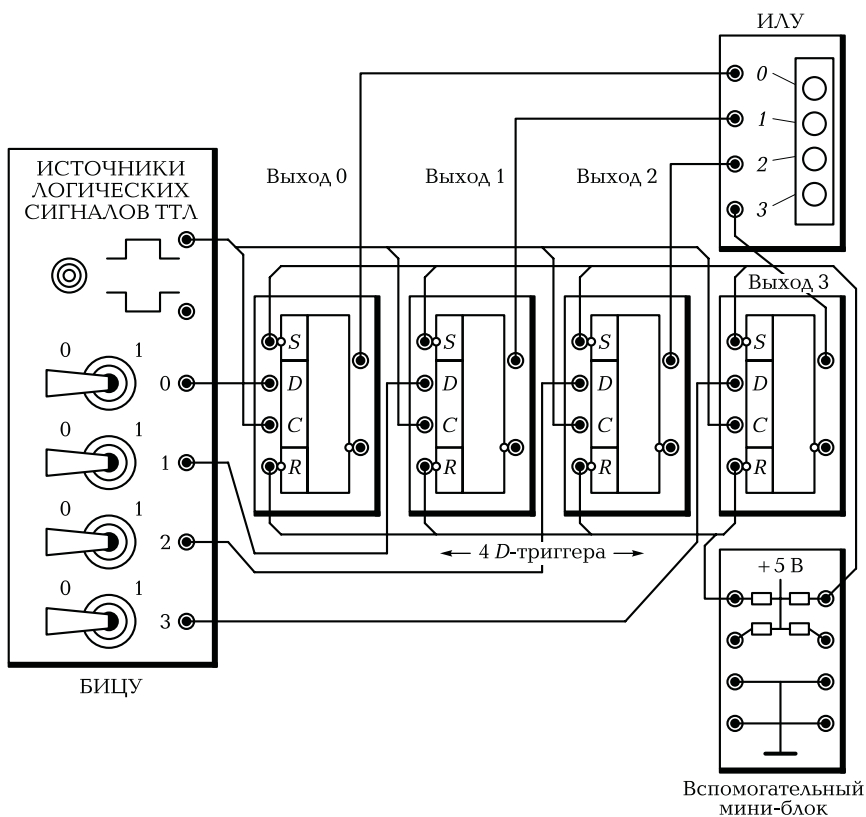 ИЛУ
0
1
2
3
ИСТОЧНИКИ
ЛОГИЧЕСКИХ
СИГНАЛОВ ТТЛ
Выход 0
Выход 1
Выход 2
Выход 3
S
S
S
S
0 1
0
D
D
D
D
C
C
C
C
0 1
1
R
R
R
R
0 1
2
← 4 D-триггера →
0 1
3
+5 В
БИЦУ
Вспомогательный
мини-блок